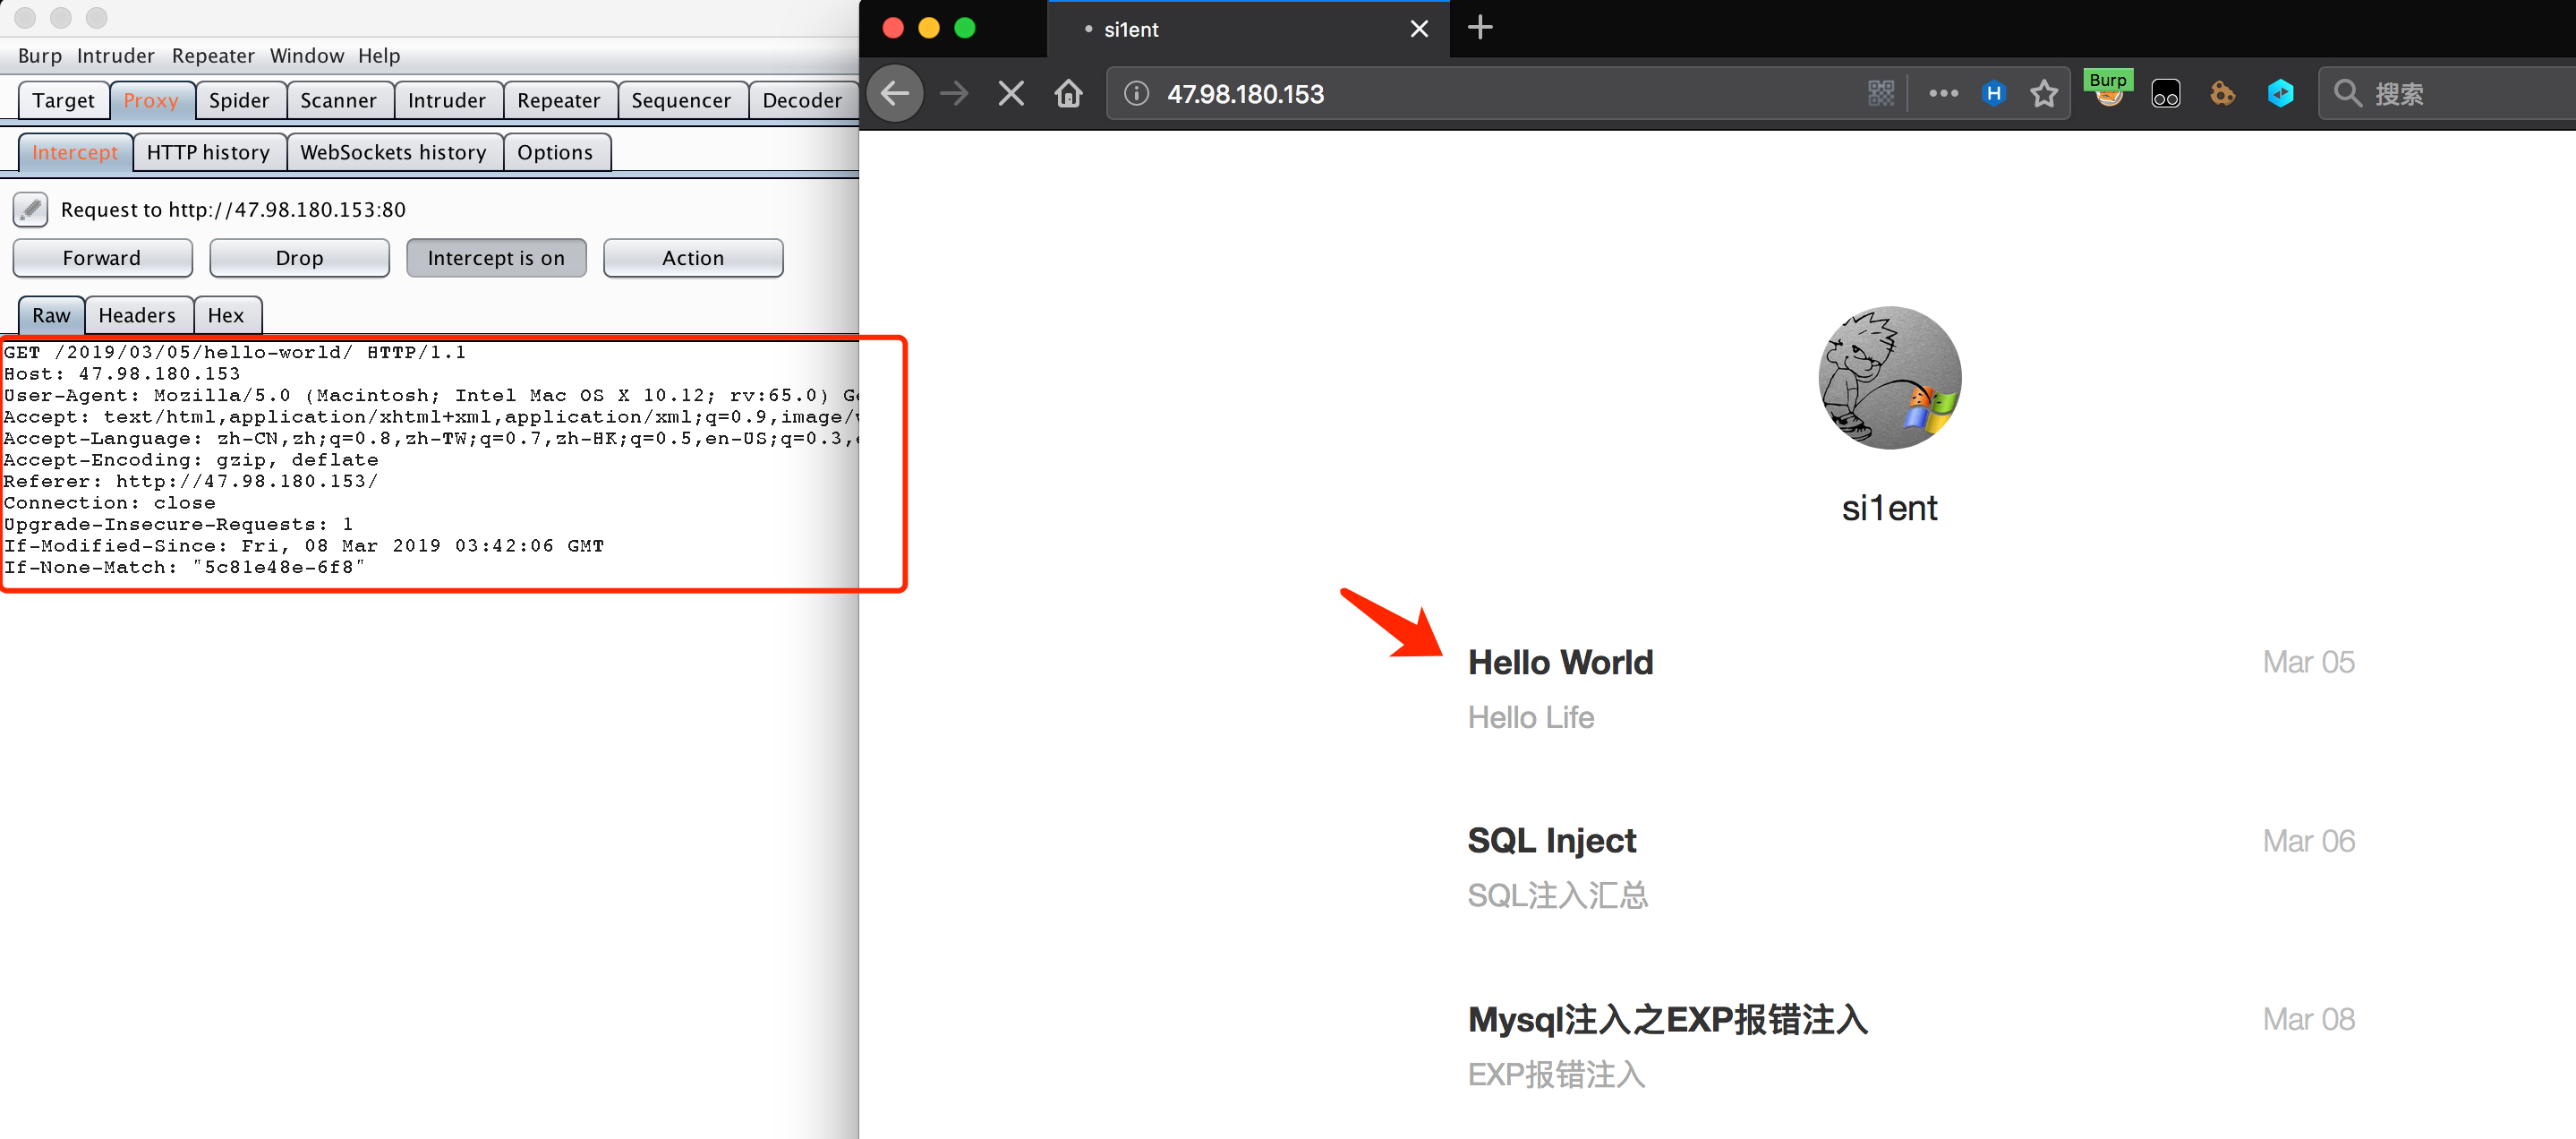 Burp Intruder Repeater Window Help
Target Proxy Spider Scanner Intruder Repeater Sequencer Decoder
Intercept HTTP history WebSockets history Options
Request to http://47.98.180.153:80
Forward Drop Intercept is on Action
Raw Headers Hex
GET /2019/03/05/hello-world/ HTTP/1.1
Host: 47.98.180.153
User-Agent: Mozilla/5.0 (Macintosh; Intel Mac OS X 10.12; rv:65.0) Ge
Accept: text/html,application/xhtml+xml,application/xml;q=0.9,image/
Accept-Language: zh-CN,zh;q=0.8,zh-TW;q=0.7,zh-HK;q=0.5,en-US;q=0.3,
Accept-Encoding: gzip, deflate
Referer: http://47.98.180.153/
Connection: close
Upgrade-Insecure-Requests: 1
If-Modified-Since: Fri, 08 Mar 2019 03:42:06 GMT
If-None-Match: "5c81e48e-6f8"
si1ent
47.98.180.153
H
Burp
搜索
si1ent
Hello World Mar 05
Hello Life
SQL Inject Mar 06
SQL注入汇总
Mysql注入之EXP报错注入 Mar 08
EXP报错注入